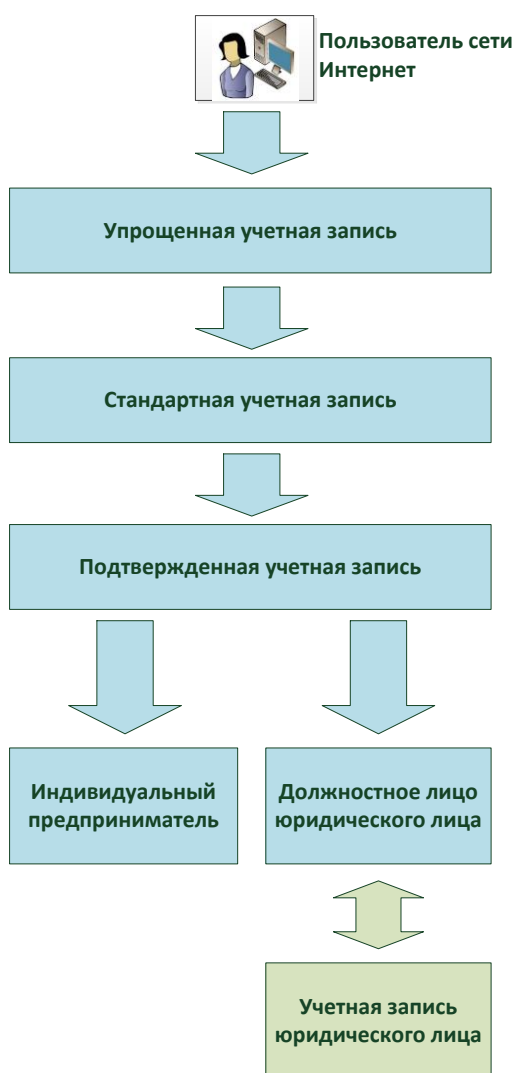 Пользователь сети
Интернет
Упрощенная учетная запись
Стандартная учетная запись
Подтвержденная учетная запись
Индивидуальный
предприниматель
Должностное лицо
юридического лица
Учетная запись
юридического лица